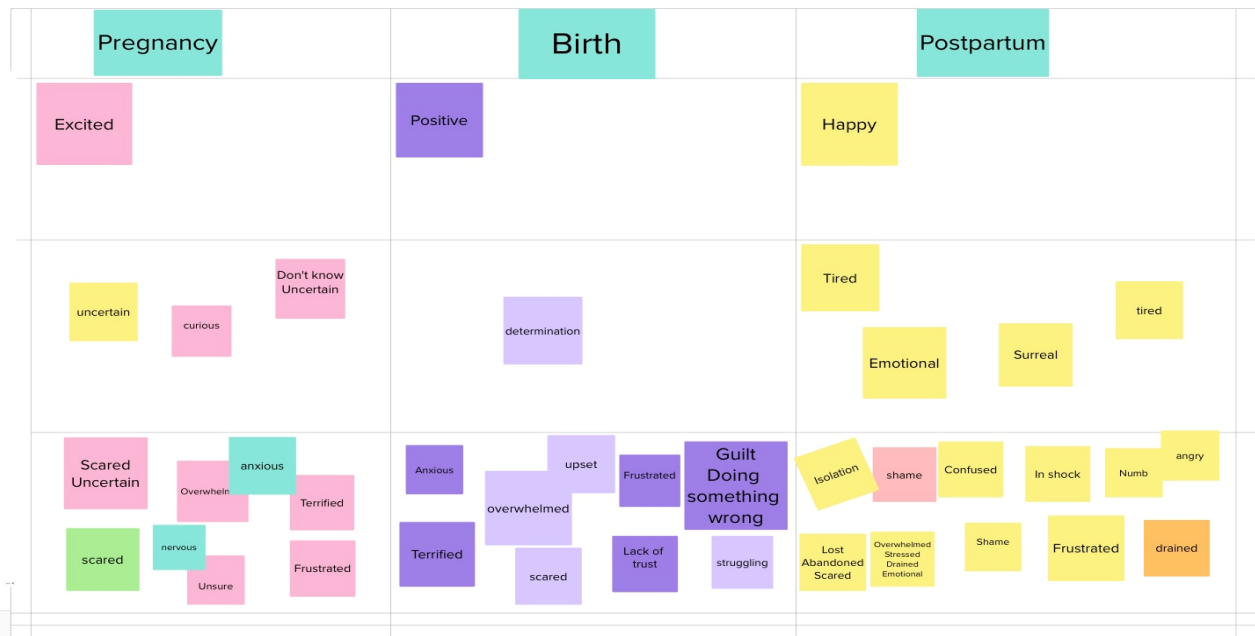 Pregnancy
Birth
Postpartum
Excited
Positive
Happy
uncertain
curious
Don't know
Uncertain
determination
Tired
Emotional
Surreal
tired
Scared
Uncertain
anxious
Terrified
scared
nervous
Unsure
Frustrated
Anxious
upset
Frustrated
Guilt
Doing
something
wrong
overwhelmed
Terrified
scared
Lack of
trust
struggling
Isolation
shame
Confused
In shock
Numb
angry
Lost
Abandoned
Scared
Overwhelmed
Stressed
Drained
Emotional
Shame
Frustrated
drained